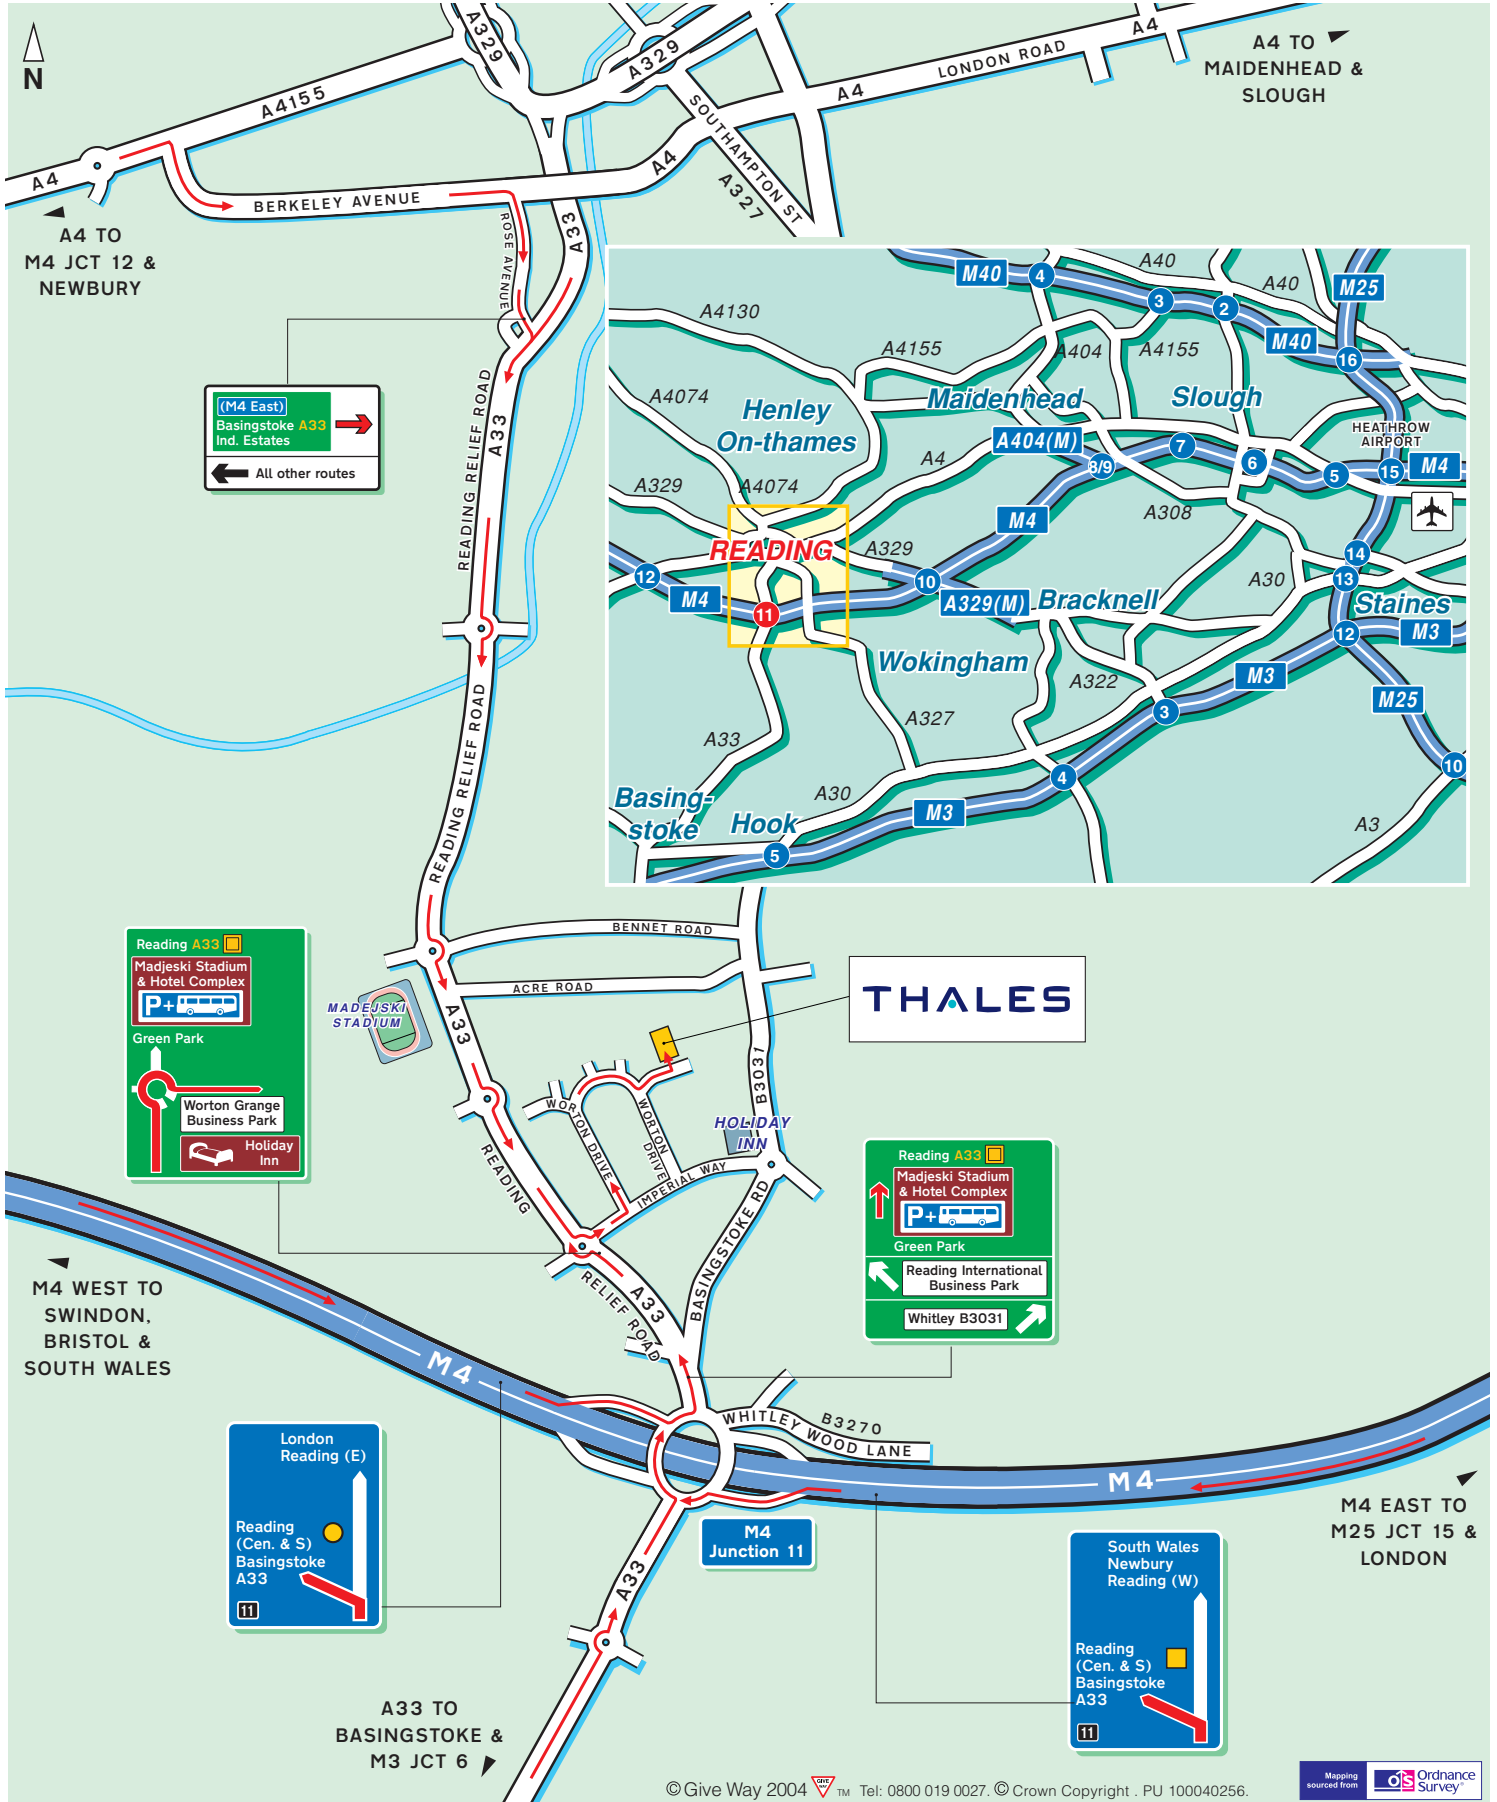 A329
A329
A4
LONDON ROAD
A4
A4 TO
MAIDENHEAD &
SLOUGH
N
A4155
SOUTHAMPTON ST
A327
A4
A4
BERKELEY AVENUE
A4 TO
M4 JCT 12 &
NEWBURY
ROSE AVENUE
A33
(M4 East)
Basingstoke A33
Ind. Estates
All other routes
READING RELIEF ROAD
A33
READING RELIEF ROAD
M40
4
A40
3
2
A40
M25
M40
16
A4130
A4155
A404
A4155
A4074
Henley
On-thames
Maidenhead
Slough
A404(M)
7
HEATHROW
AIRPORT
A4
8/9
6
5
15
M4
A329
A4074
M4
A308
READING
A329
12
M4
11
10
A329(M)
Bracknell
A30
14
13
Staines
12
M3
Wokingham
A322
M3
M25
3
A33
A327
4
10
Basing-
stoke
Hook
A30
M3
5
A3
Reading A33
Madjeski Stadium
& Hotel Complex
P+
Green Park
Worton Grange
Business Park
Holiday
Inn
BENNET ROAD
ACRE ROAD
MADEJSKI
STADIUM
A33
THALES
B3031
WORTON DRIVE
WORTON
DRIVE
HOLIDAY
INN
IMPERIAL WAY
READING
RELIEF ROAD
A33
BASINGSTOKE RD
Reading A33
Madjeski Stadium
& Hotel Complex
P+
Green Park
Reading International
Business Park
Whitley B3031
M4 WEST TO
SWINDON,
BRISTOL &
SOUTH WALES
M4
WHITLEY WOOD LANE
B3270
M4
London
Reading (E)
Reading
(Cen. & S)
Basingstoke
A33
11
M4
Junction 11
A33
M4 EAST TO
M25 JCT 15 &
LONDON
South Wales
Newbury
Reading (W)
Reading
(Cen. & S)
Basingstoke
A33
11
A33 TO
BASINGSTOKE &
M3 JCT 6
© Give Way 2004 GIVE WAY TM Tel: 0800 019 0027. © Crown Copyright . PU 100040256.
Mapping
sourced from
OS Ordnance
Survey®